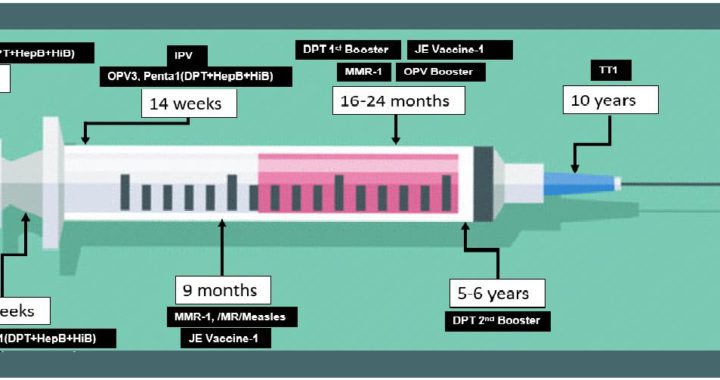 PT+HepB+HiB)
IPV
OPV3, Penta1(DPT+HepB+HiB)
14 weeks
DPT 1st Booster
JE Vaccine-1
MMR-1
OPV Booster
16-24 months
TT1
10 years
eeks
1(DPT+HepB+HiB)
9 months
MMR-1, /MR/Measles
JE Vaccine-1
5-6 years
DPT 2nd Booster